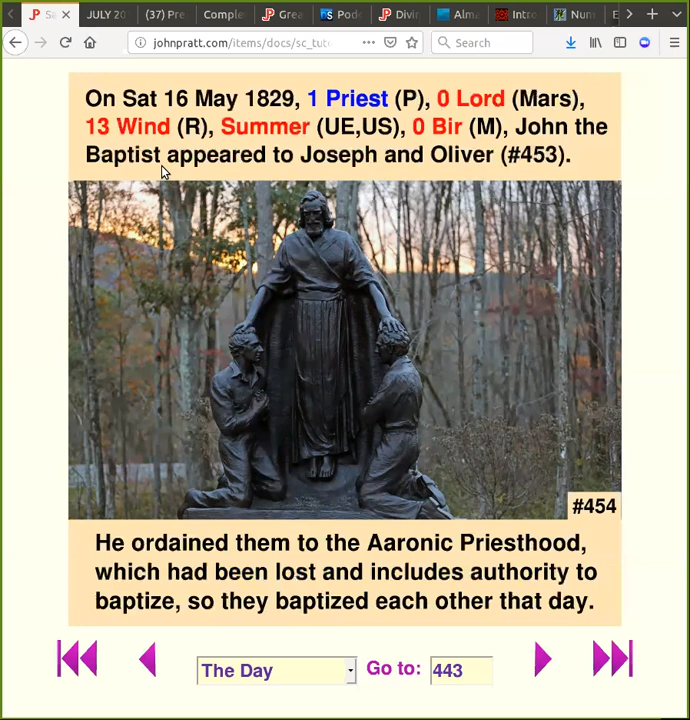 Sa
JULY 20
(37) Pre
Comple
Grea
Pode
Divi
Alma
Intro
Nun
E
johnpratt.com/items/docs/sc_tut
Search
On Sat 16 May 1829, 1 Priest (P), 0 Lord (Mars),
13 Wind (R), Summer (UE,US), 0 Bir (M), John the
Baptist appeared to Joseph and Oliver (#453).
#454
He ordained them to the Aaronic Priesthood,
which had been lost and includes authority to
baptize, so they baptized each other that day.
The Day
Go to:
443